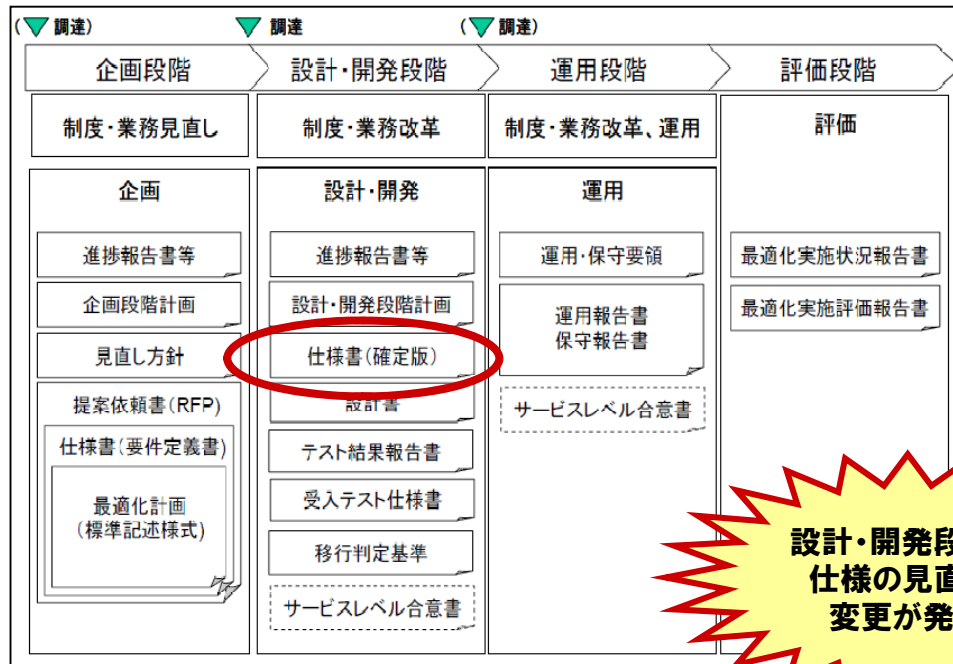 (▼ 調達)
▼ 調達
(▼ 調達)
企画段階
設計・開発段階
運用段階
評価段階
制度・業務見直し
制度・業務改革
制度・業務改革、運用
評価
企画
進捗報告書等
企画段階計画
見直し方針
提案依頼書(RFP)
仕様書(要件定義書)
最適化計画
(標準記述様式)
設計・開発
進捗報告書等
設計・開発段階計画
仕様書(確定版)
設計書
テスト結果報告書
受入テスト仕様書
移行判定基準
サービスレベル合意書
運用
運用・保守要領
運用報告書
保守報告書
サービスレベル合意書
最適化実施状況報告書
最適化実施評価報告書
設計・開発段
仕様の見直
変更が発